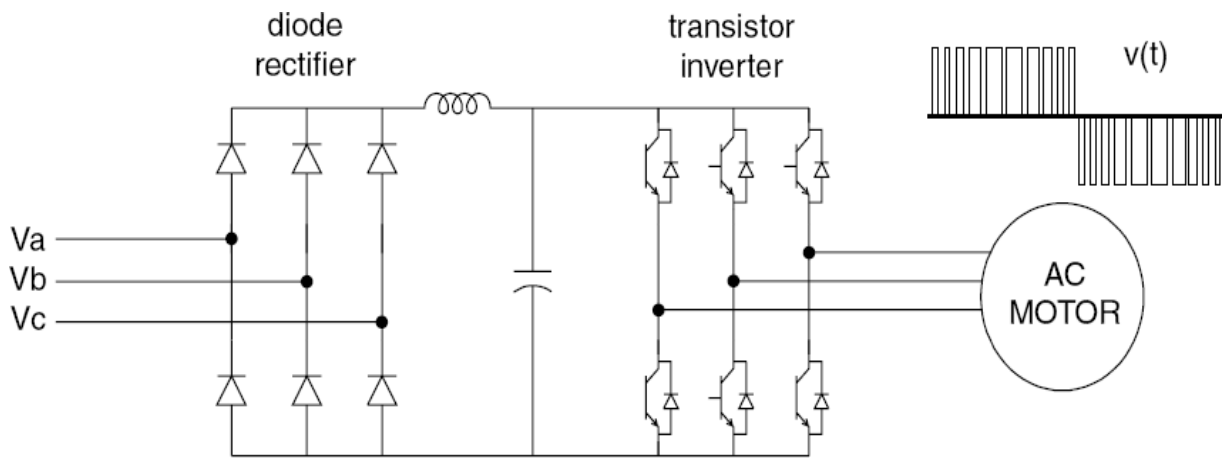 diode
rectifier
transistor
inverter
v(t)
Va
Vb
Vc
AC
MOTOR